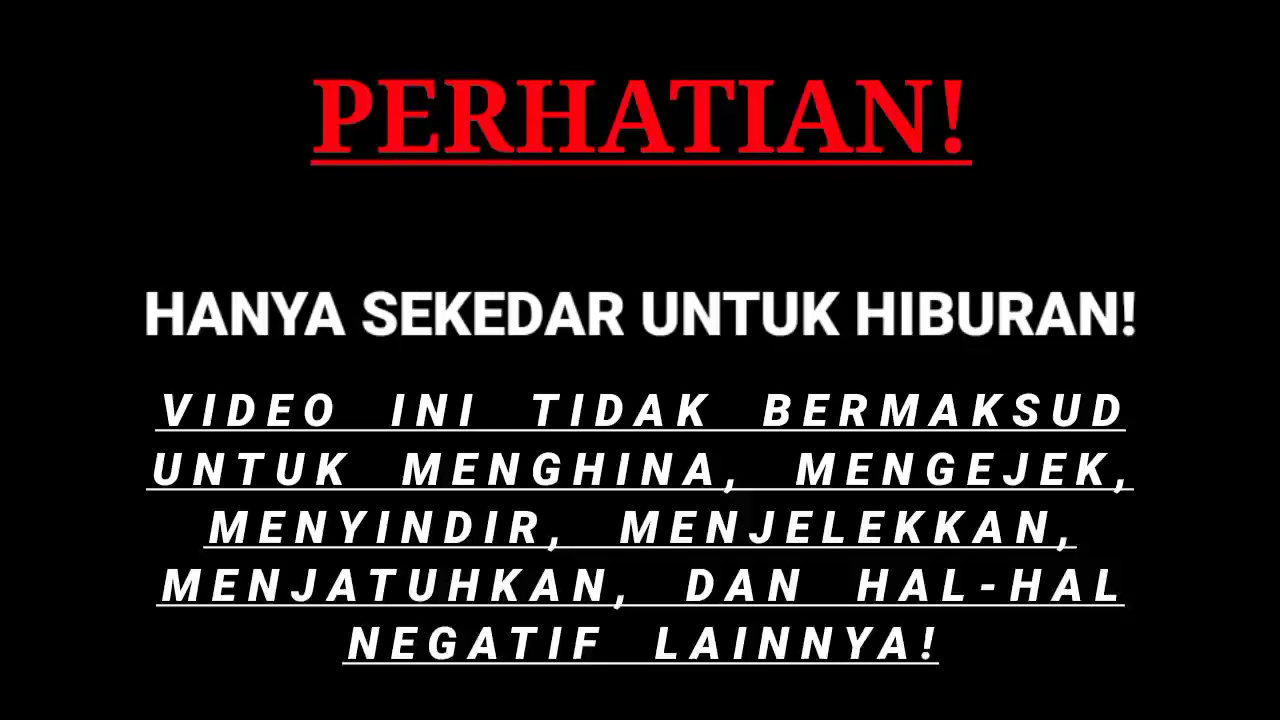 PERHATIAN!
HANYA SEKEDAR UNTUK HIBURAN!
VIDEO INI TIDAK BERMAKSUD
UNTUK MENGHINA, MENGEJEK,
MENYINDIR, MENJELEKKAN,
MENJATUHKAN, DAN HAL-HAL
NEGATIF LAINNYA!